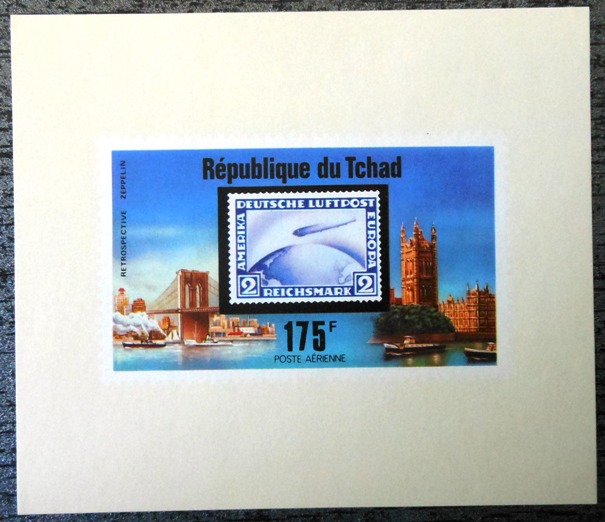 République du Tchad
RETROSPECTIVE ZEPPELIN
DEUTSCHE LUFTPOST
AMERIKA
EUROPA
2 REICHSMARK 2
175F
POSTE AÉRIENNE